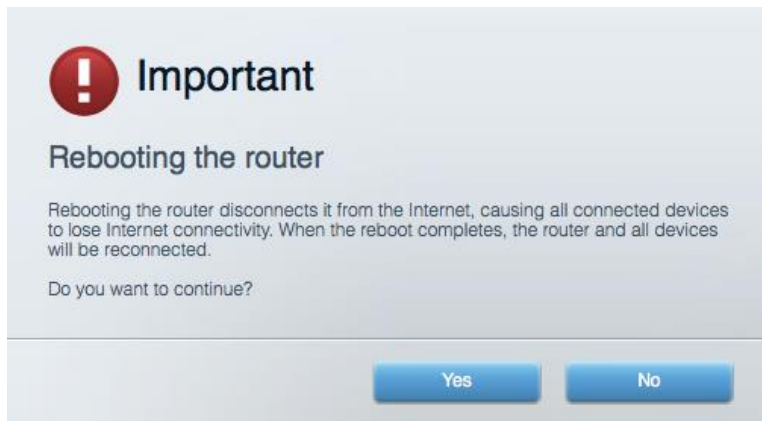 Important
Rebooting the router
Rebooting the router disconnects it from the Internet, causing all connected devices
to lose Internet connectivity. When the reboot completes, the router and all devices
will be reconnected.
Do you want to continue?
Yes
No